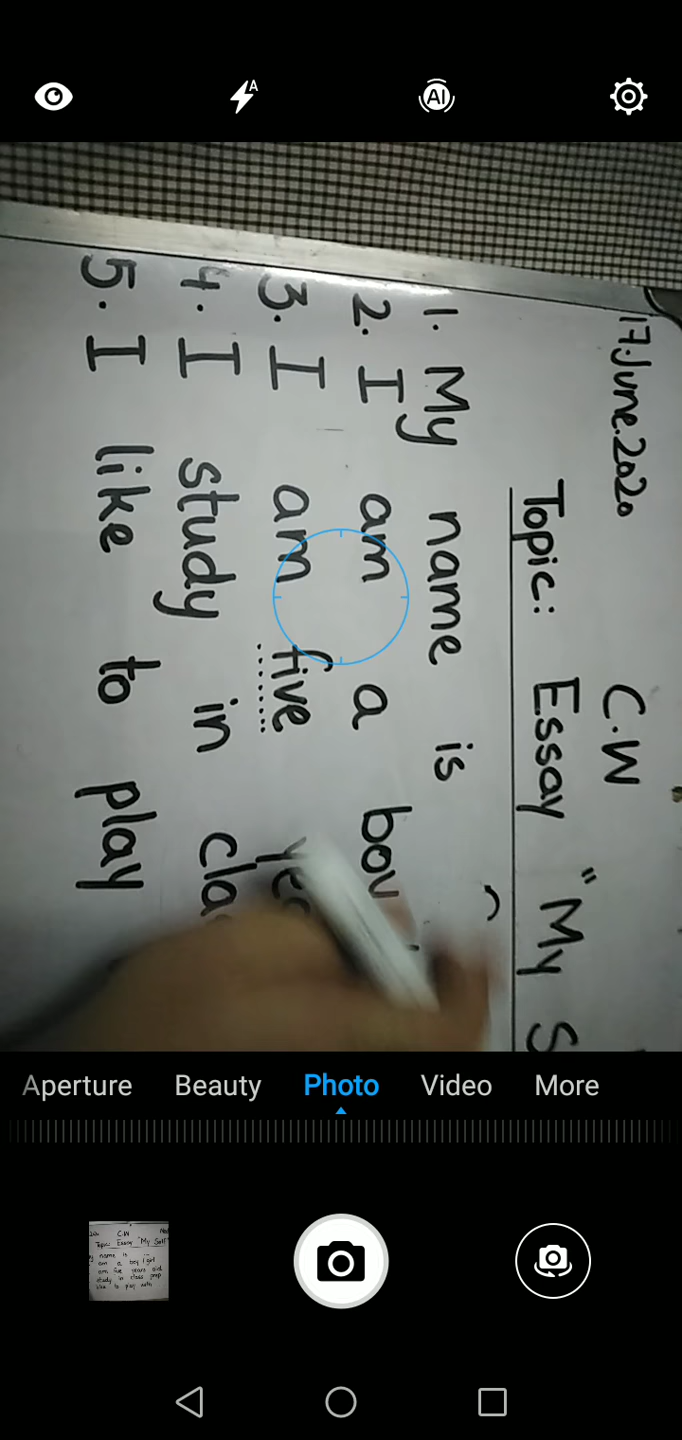 17.June.2020 C.W
Topic: Essay "My S
1. My name is
2. I am a boy
3. I am five
4. I study in
5. I like to play
Aperture Beauty Photo Video More